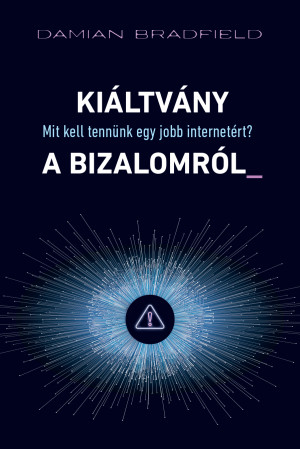 DAMIAN BRADFIELD
KIÁLTVÁNY
Mit kell tennünk egy jobb internetért?
A BIZALOMRÓL_